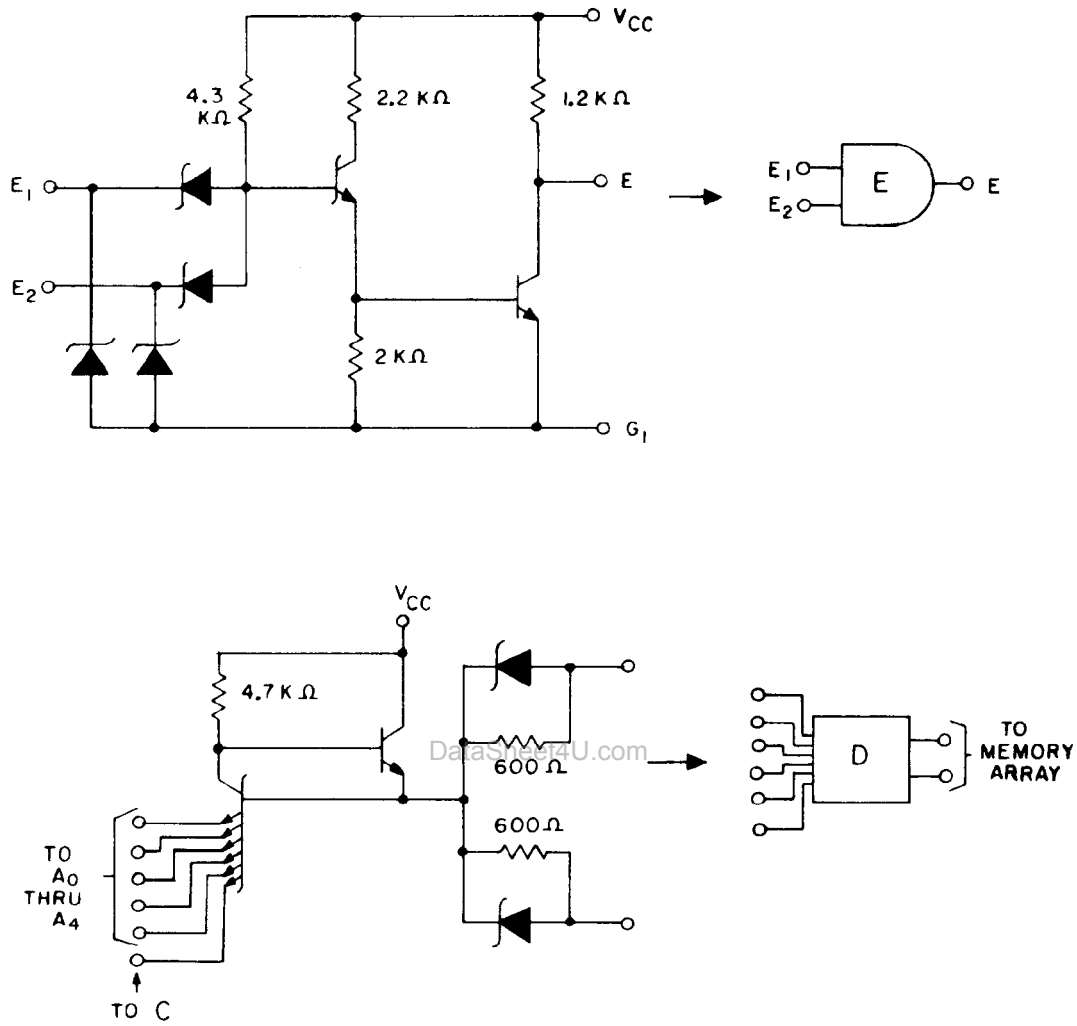 VCC
4.3
KΩ
2.2 KΩ
1.2 KΩ
E1
E
E1
E
E
E2
E2
2 KΩ
G1
VCC
4.7 KΩ
DataSheet4U.com
600 Ω
D
TO
MEMORY
ARRAY
600 Ω
TO
A0
THRU
A4
TO C